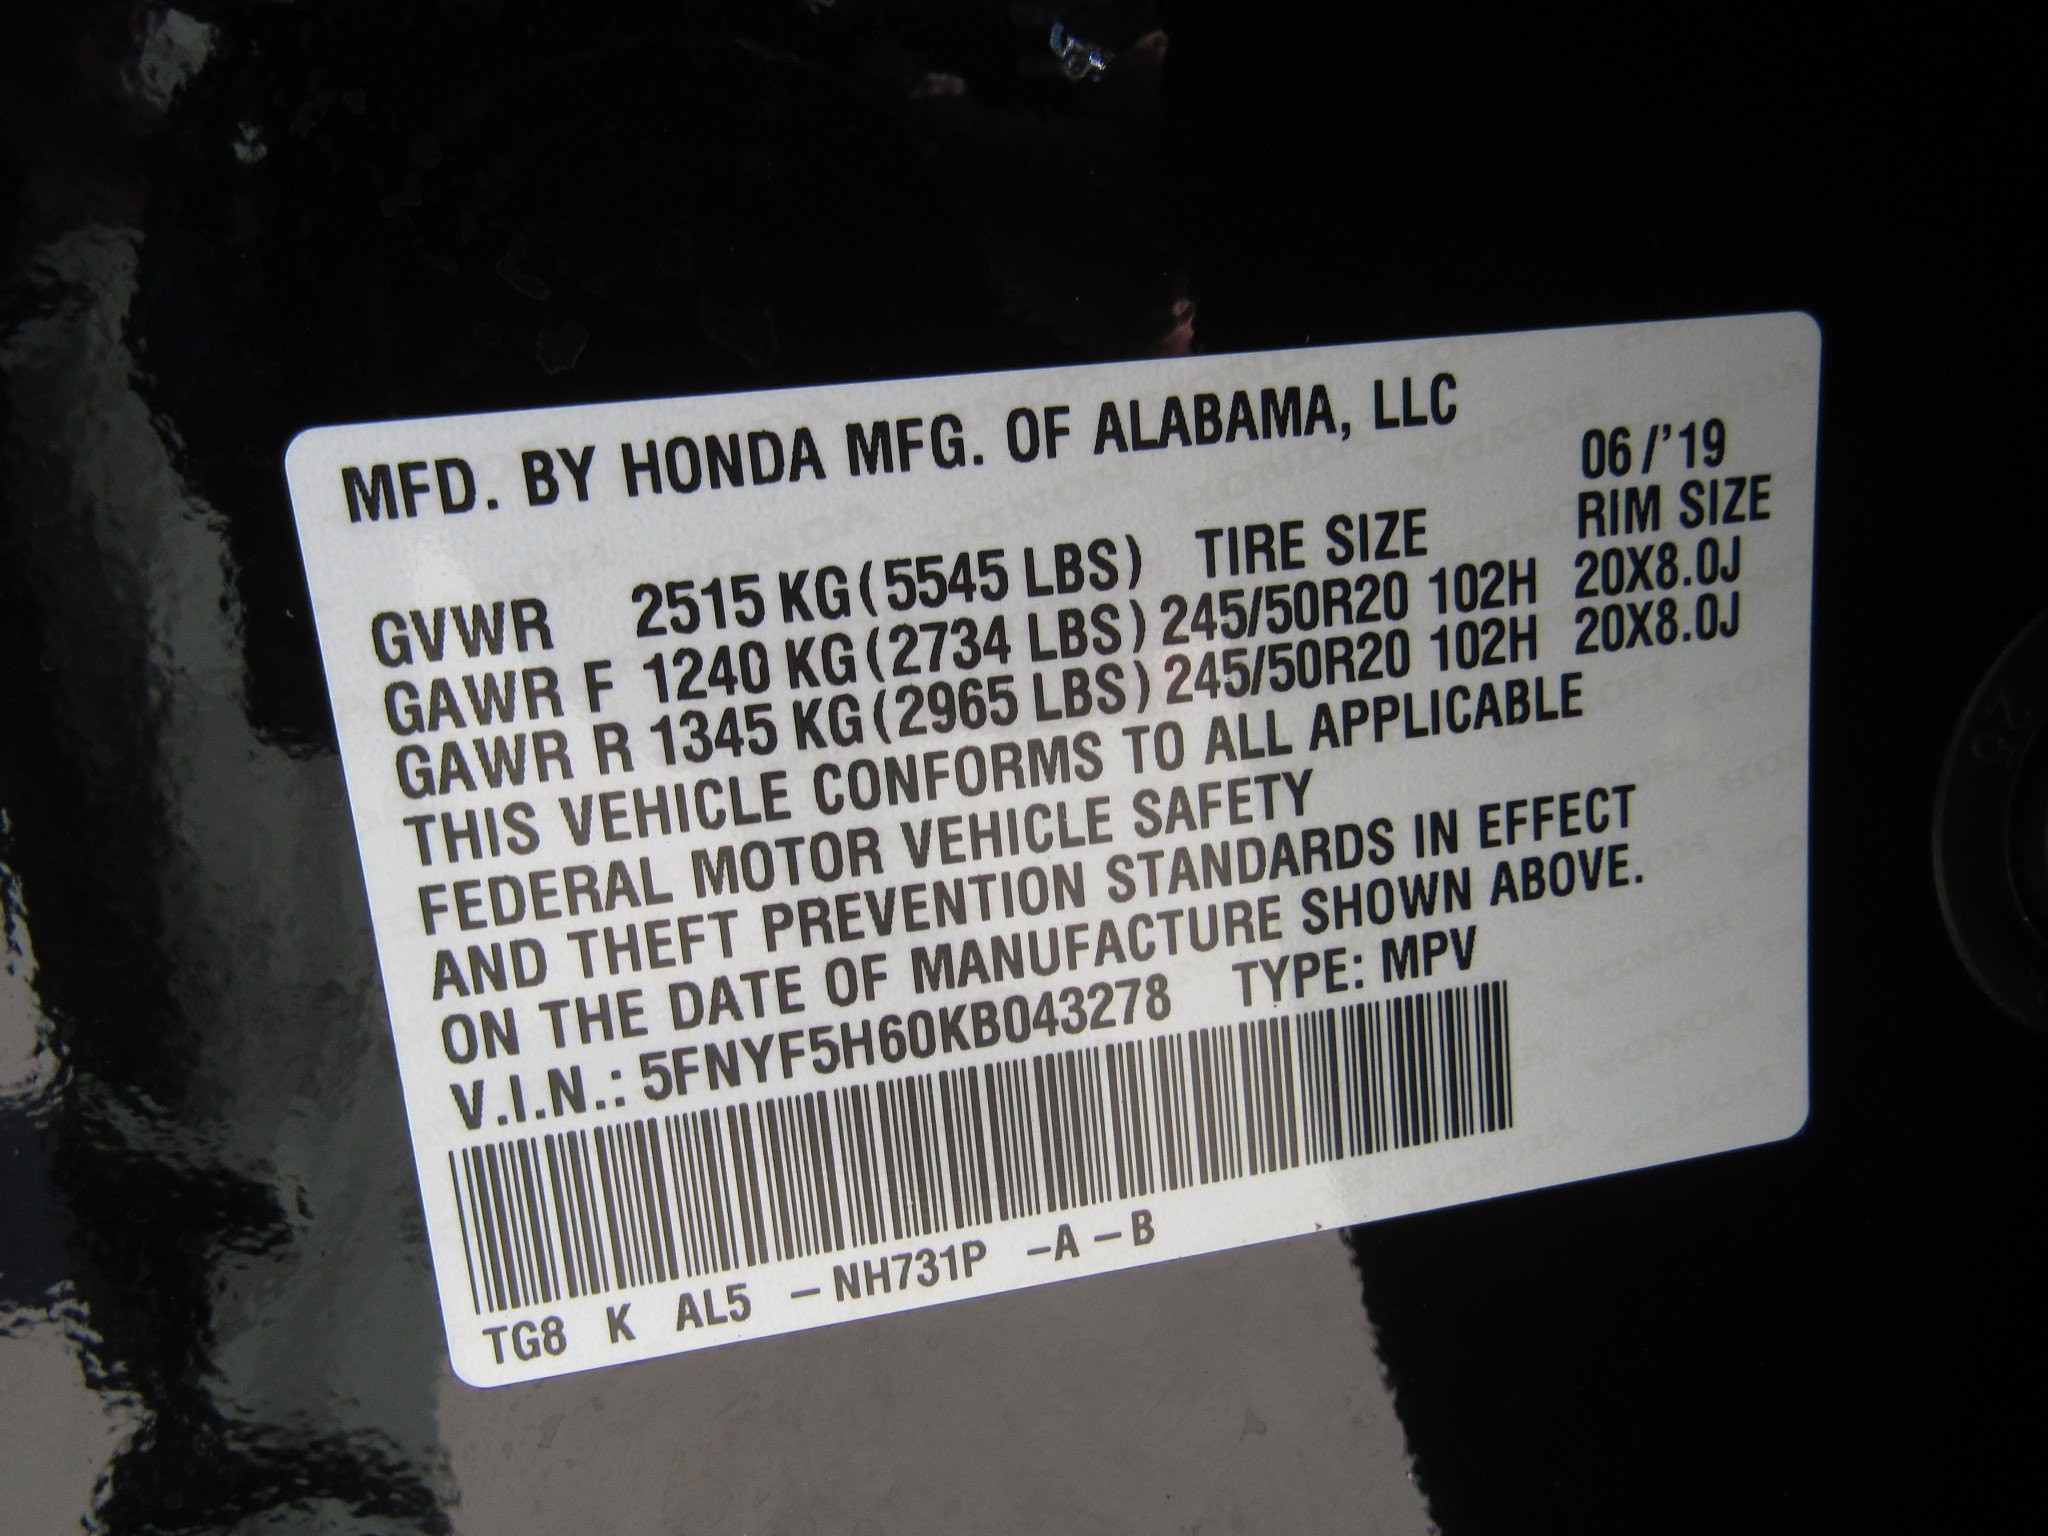 MFD. BY HONDA MFG. OF ALABAMA, LLC
06/'19
GVWR 2515 KG (5545 LBS) TIRE SIZE RIM SIZE
GAWR F 1240 KG (2734 LBS) 245/50R20 102H 20X8.0J
GAWR R 1345 KG (2965 LBS) 245/50R20 102H 20X8.0J
THIS VEHICLE CONFORMS TO ALL APPLICABLE
FEDERAL MOTOR VEHICLE SAFETY
AND THEFT PREVENTION STANDARDS IN EFFECT
ON THE DATE OF MANUFACTURE SHOWN ABOVE.
V.I.N.: 5FNYF5H60KB043278 TYPE: MPV
TG8 K AL5 – NH731P –A – B